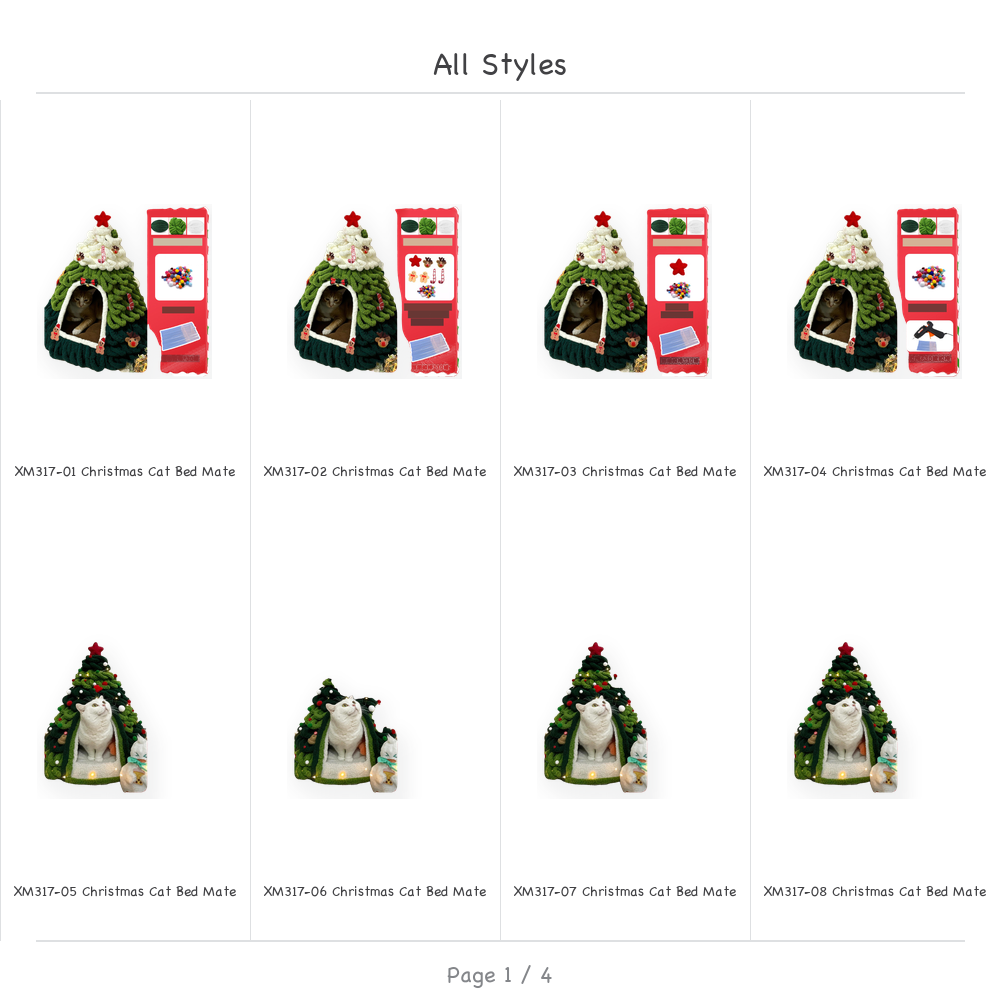 All Styles
XM317-01 Christmas Cat Bed Mate
XM317-02 Christmas Cat Bed Mate
XM317-03 Christmas Cat Bed Mate
XM317-04 Christmas Cat Bed Mate
XM317-05 Christmas Cat Bed Mate
XM317-06 Christmas Cat Bed Mate
XM317-07 Christmas Cat Bed Mate
XM317-08 Christmas Cat Bed Mate
Page 1 / 4